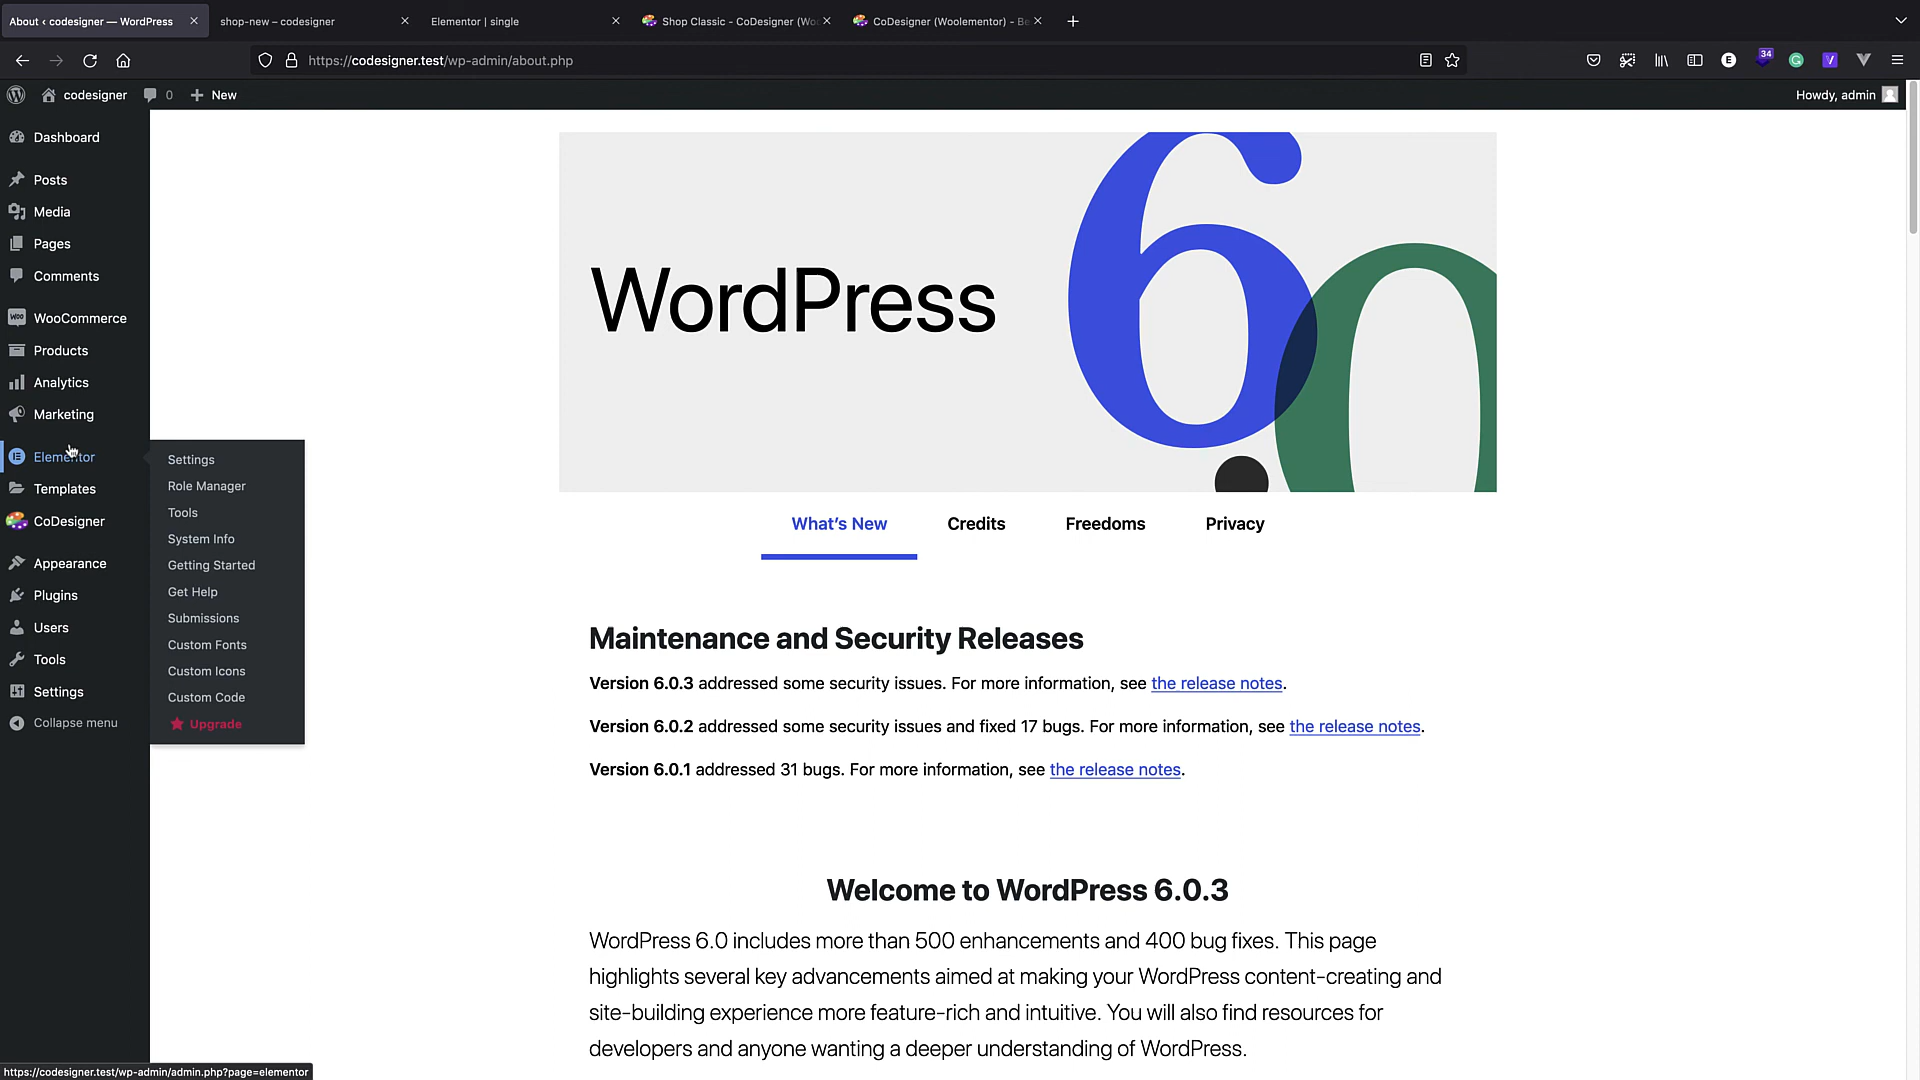 About ‹ codesigner — WordPress
shop-new – codesigner
Elementor | single
Shop Classic - CoDesigner (Woo
CoDesigner (Woolementor) - Be
https://codesigner.test/wp-admin/about.php
34
codesigner
0
New
Howdy, admin
Dashboard
Posts
Media
Pages
Comments
WooCommerce
Products
Analytics
Marketing
Elementor
Templates
CoDesigner
Appearance
Plugins
Users
Tools
Settings
Collapse menu
Settings
Role Manager
Tools
System Info
Getting Started
Get Help
Submissions
Custom Fonts
Custom Icons
Custom Code
Upgrade
WordPress
6.0
What's New
Credits
Freedoms
Privacy
Maintenance and Security Releases
Version 6.0.3 addressed some security issues. For more information, see the release notes.
Version 6.0.2 addressed some security issues and fixed 17 bugs. For more information, see the release notes.
Version 6.0.1 addressed 31 bugs. For more information, see the release notes.
Welcome to WordPress 6.0.3
WordPress 6.0 includes more than 500 enhancements and 400 bug fixes. This page
highlights several key advancements aimed at making your WordPress content-creating and
site-building experience more feature-rich and intuitive. You will also find resources for
developers and anyone wanting a deeper understanding of WordPress.
https://codesigner.test/wp-admin/admin.php?page=elementor